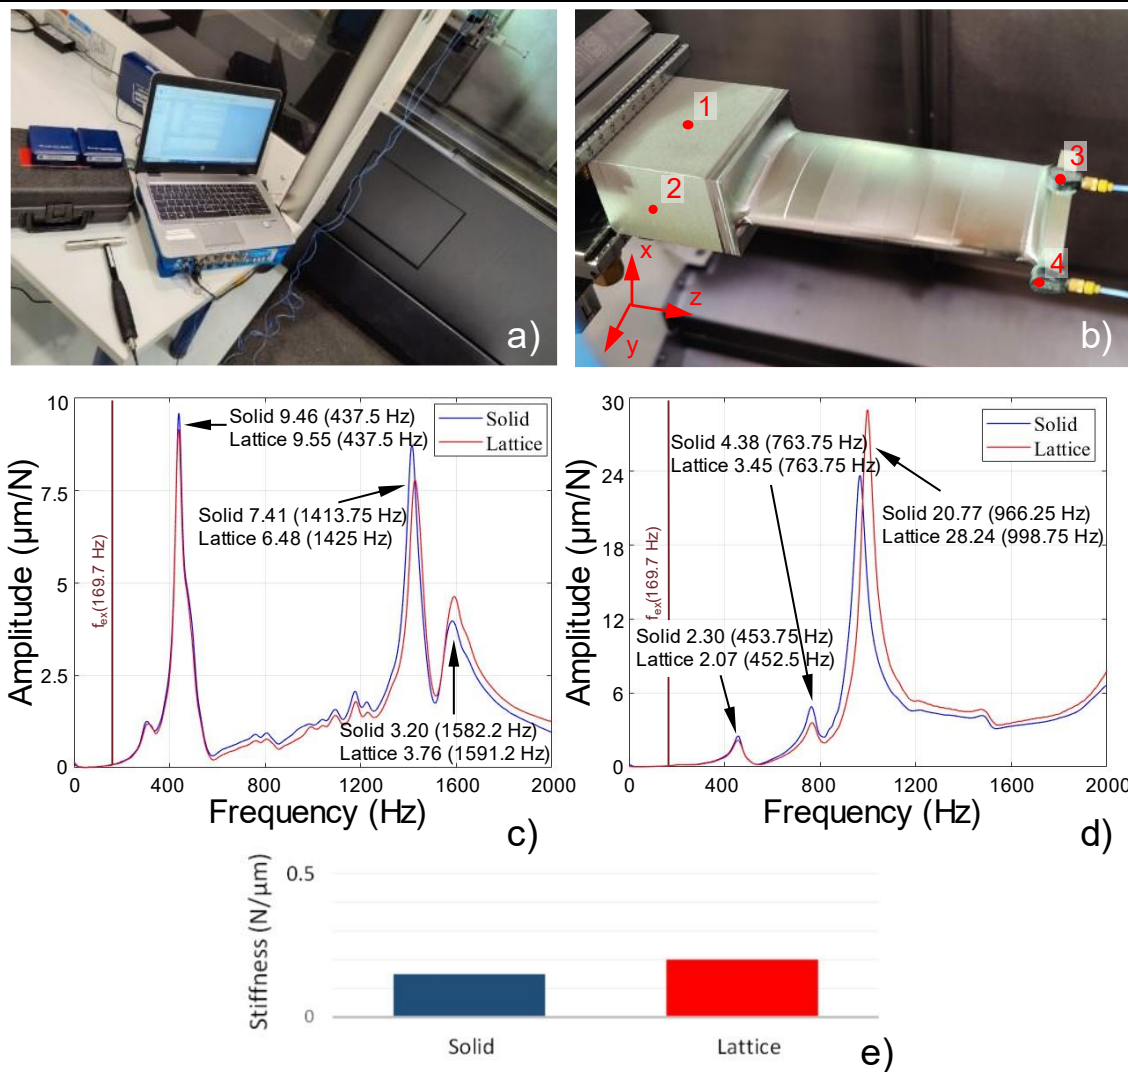 a)
1
2
3
4
x
z
y
b)
10
7.5
5
2.5
0
0
400
800
1200
1600
2000
Amplitude (μm/N)
Frequency (Hz)
f_ex(169.7 Hz)
Solid 9.46 (437.5 Hz)
Lattice 9.55 (437.5 Hz)
Solid
Lattice
Solid 7.41 (1413.75 Hz)
Lattice 6.48 (1425 Hz)
Solid 3.20 (1582.2 Hz)
Lattice 3.76 (1591.2 Hz)
c)
30
24
18
12
6
0
0
400
800
1200
1600
2000
Amplitude (μm/N)
Frequency (Hz)
f_ex(169.7 Hz)
Solid
Lattice
Solid 4.38 (763.75 Hz)
Lattice 3.45 (763.75 Hz)
Solid 20.77 (966.25 Hz)
Lattice 28.24 (998.75 Hz)
Solid 2.30 (453.75 Hz)
Lattice 2.07 (452.5 Hz)
d)
Stiffness (N/μm)
0.5
0
Solid
Lattice
e)